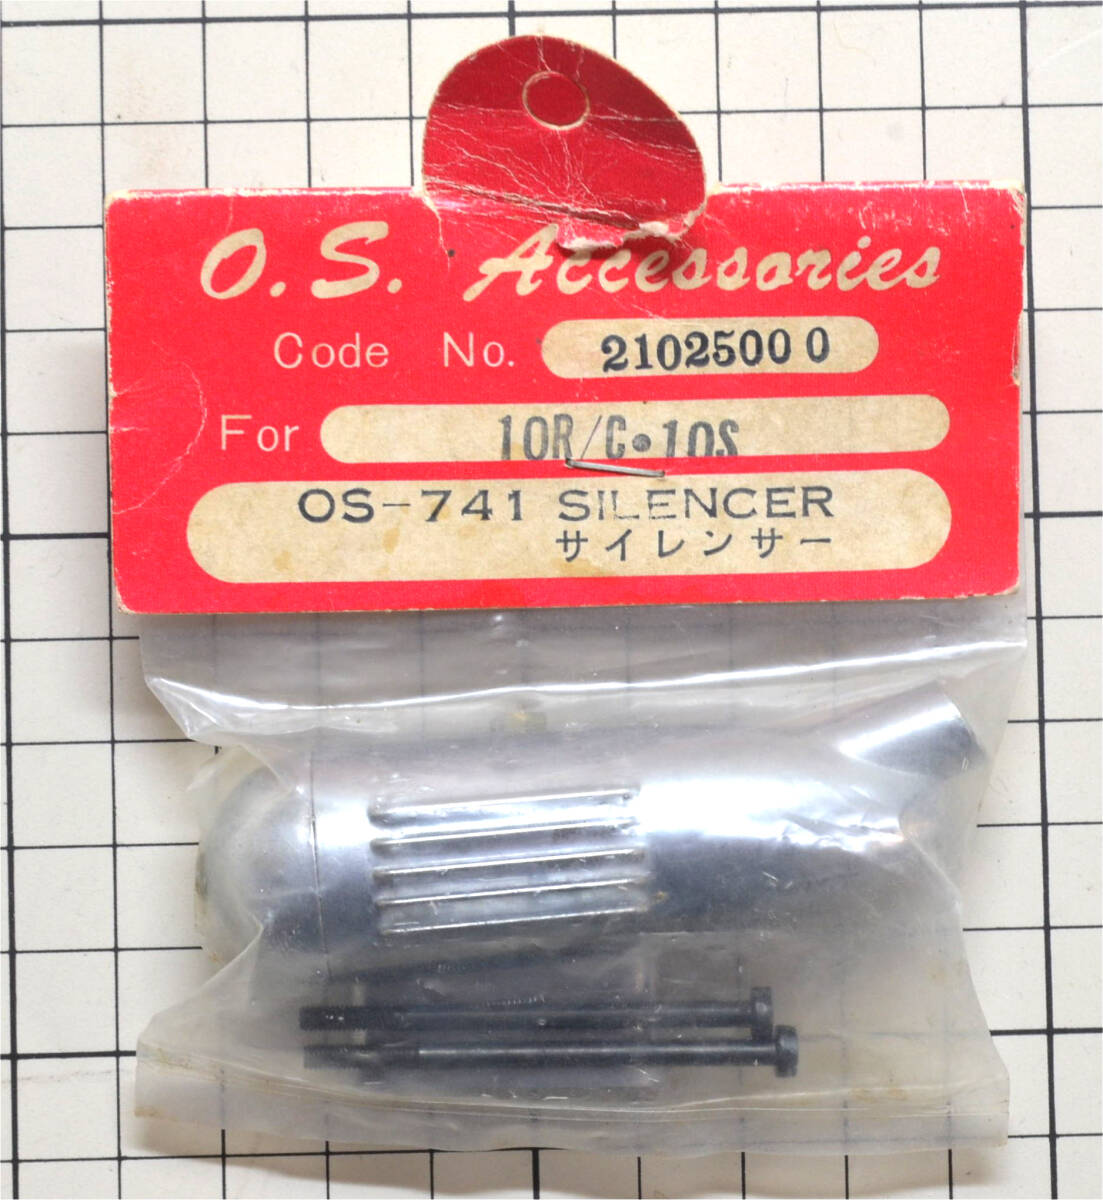 O.S. Accessories
Code No. 21025000
For 10R/C•10S
OS-741 SILENCER
サイレンサー